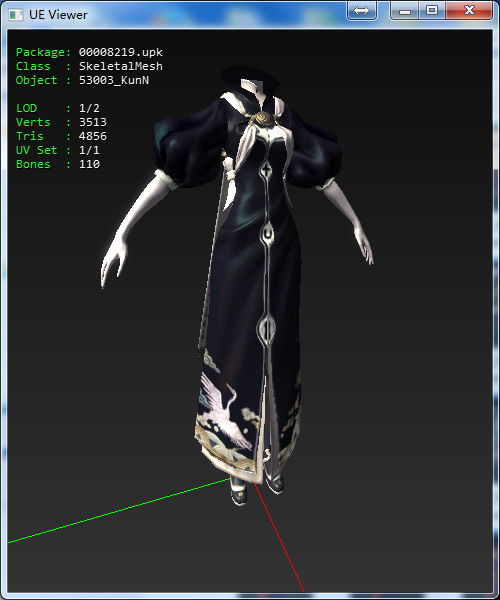 UE Viewer
Package: 00008219.upk
Class : SkeletalMesh
Object : 53003_KunN
LOD : 1/2
Verts : 3513
Tris : 4856
UV Set : 1/1
Bones : 110